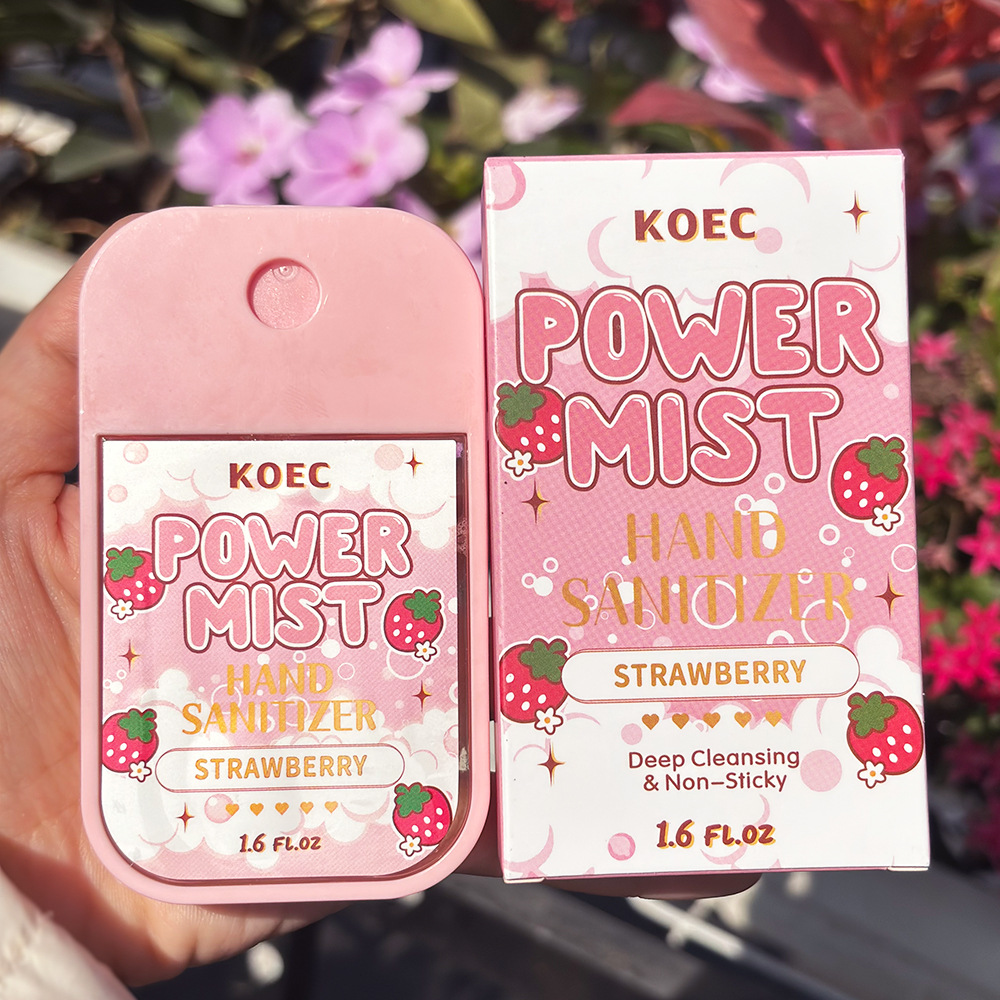 KOEC
POWER
MIST
HAND
SANITIZER
STRAWBERRY
1.6 FL.OZ
KOEC
POWER
MIST
HAND
SANITIZER
STRAWBERRY
Deep Cleansing
& Non-Sticky
1.6 FL.OZ